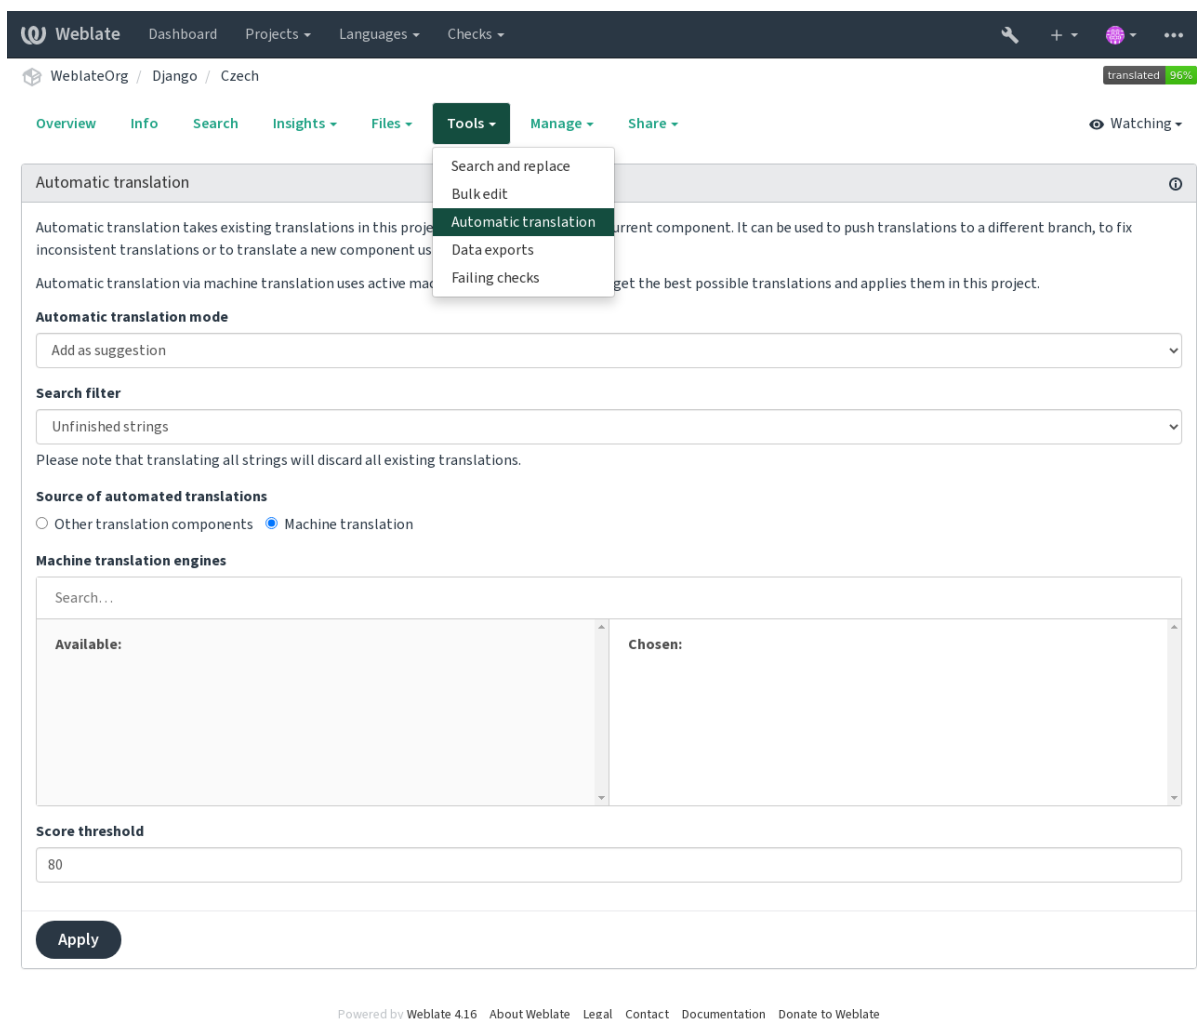 Weblate Dashboard Projects Languages Checks
WeblateOrg / Django / Czech translated 96%
Overview Info Search Insights Files Tools Manage Share Watching
Search and replace
Bulk edit
Automatic translation
Data exports
Failing checks
Automatic translation
Automatic translation takes existing translations in this proje urrent component. It can be used to push translations to a different branch, to fix
inconsistent translations or to translate a new component us
Automatic translation via machine translation uses active mac get the best possible translations and applies them in this project.
Automatic translation mode
Add as suggestion
Search filter
Unfinished strings
Please note that translating all strings will discard all existing translations.
Source of automated translations
Other translation components Machine translation
Machine translation engines
Search…
Available: Chosen:
Score threshold
80
Apply
Powered by Weblate 4.16 About Weblate Legal Contact Documentation Donate to Weblate